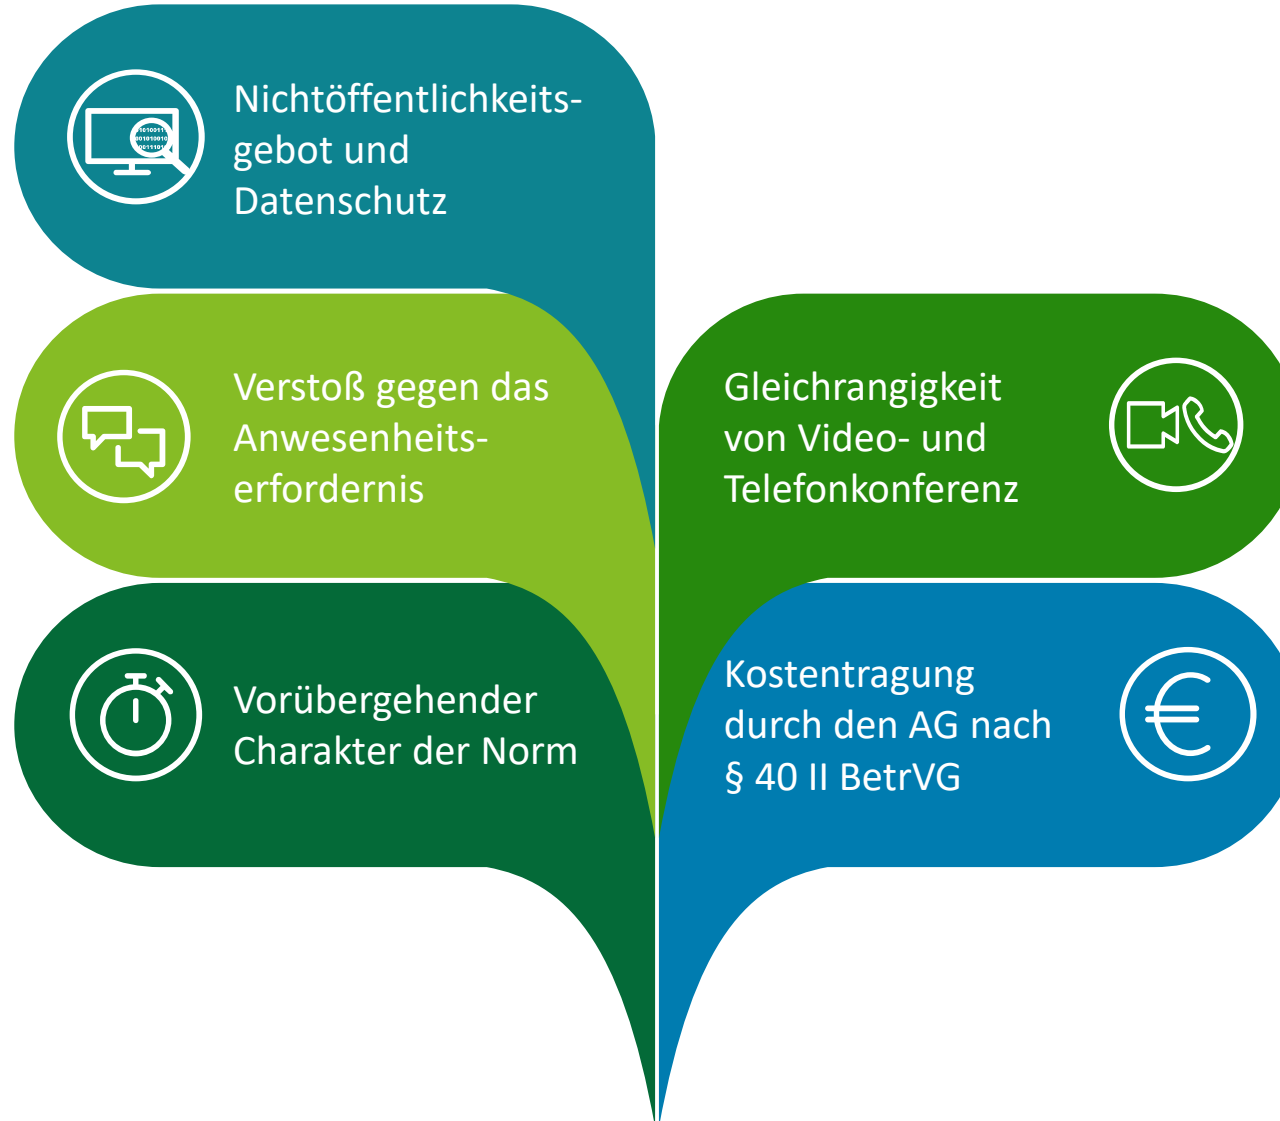 Nichtöffentlichkeits-
gebot und
Datenschutz
Verstoß gegen das
Anwesenheits-
erfordernis
Vorübergehender
Charakter der Norm
Gleichrangigkeit
von Video- und
Telefonkonferenz
Kostentragung
durch den AG nach
§ 40 II BetrVG